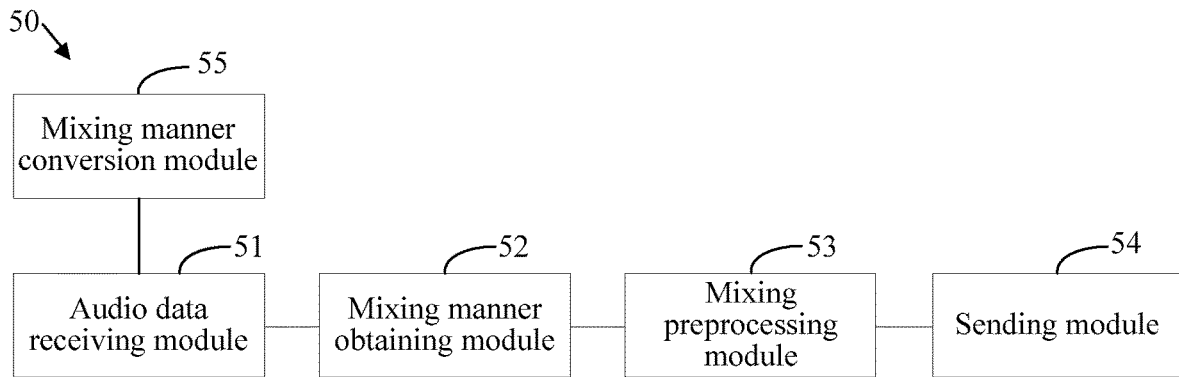 50
55
Mixing manner
conversion module
51
52
53
54
Audio data
receiving module
Mixing manner
obtaining module
Mixing
preprocessing
module
Sending module